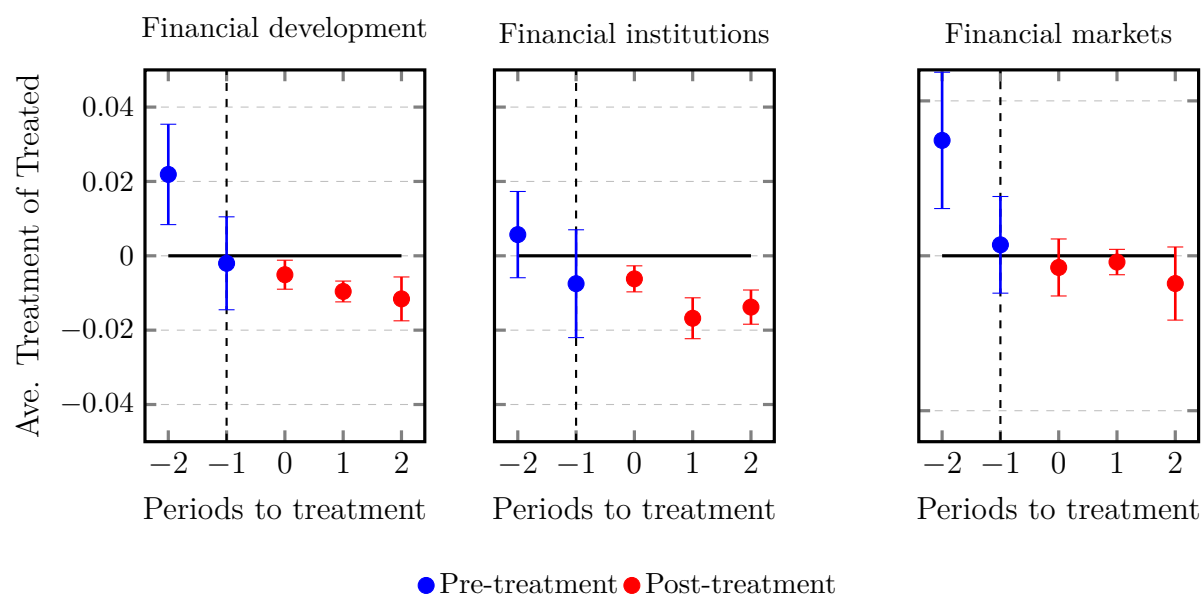 Financial development
Financial institutions
Financial markets
Ave. Treatment of Treated
0.04
0.02
0
−0.02
−0.04
−2 −1 0 1 2
−2 −1 0 1 2
−2 −1 0 1 2
Periods to treatment
Periods to treatment
Periods to treatment
Pre-treatment Post-treatment